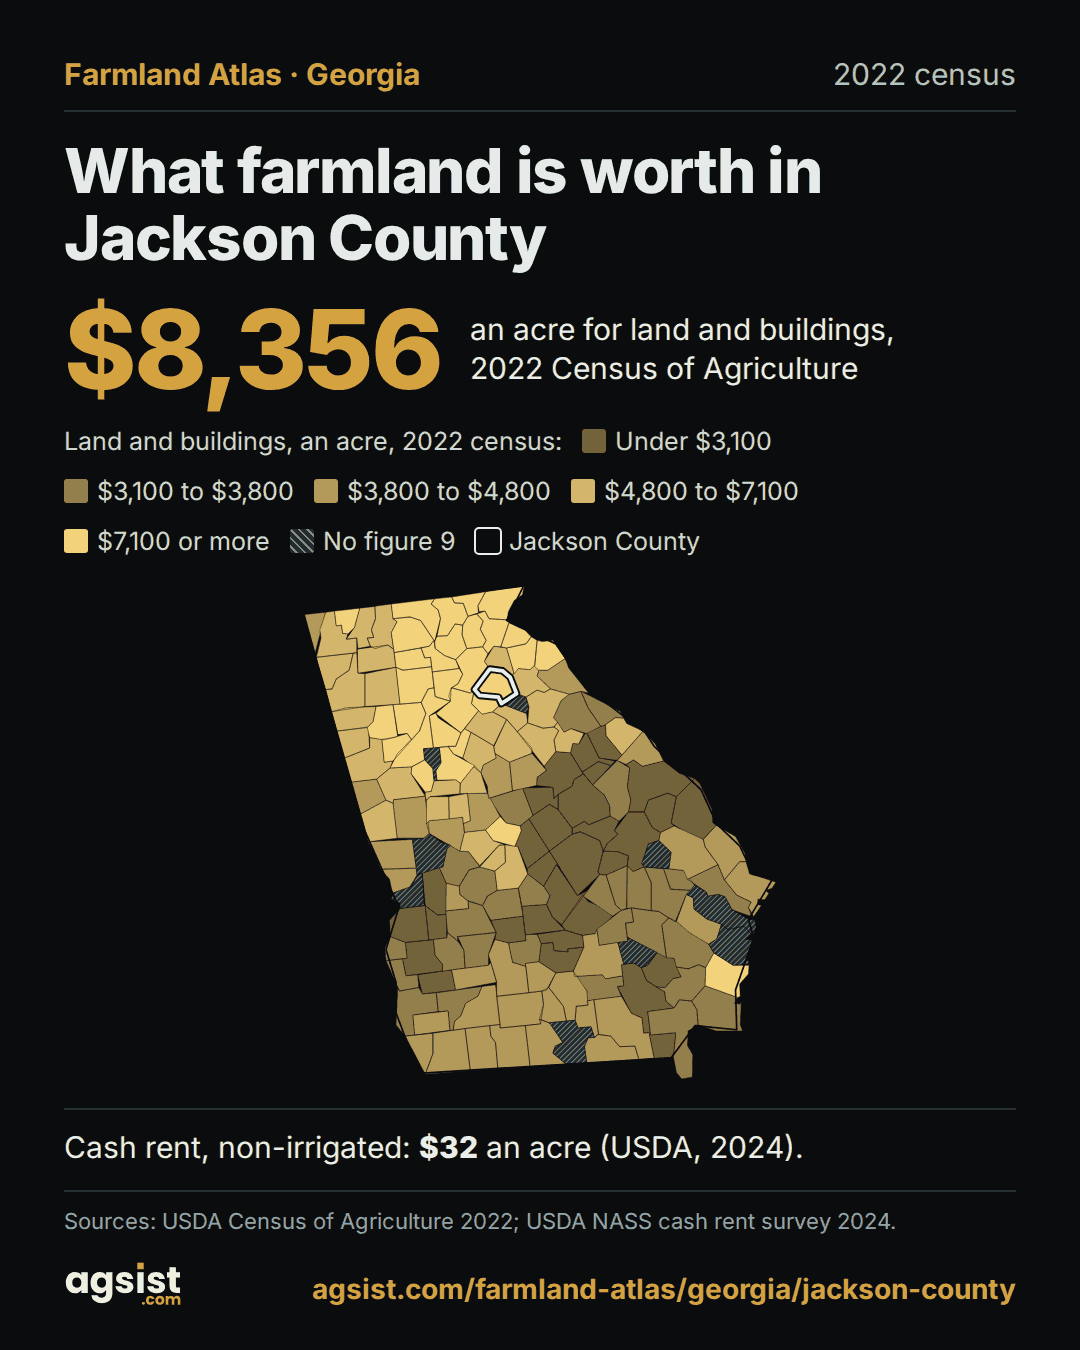 Farmland Atlas · Georgia
2022 census
What farmland is worth in
Jackson County
$8,356
an acre for land and buildings,
2022 Census of Agriculture
Land and buildings, an acre, 2022 census: Under $3,100
$3,100 to $3,800 $3,800 to $4,800 $4,800 to $7,100
$7,100 or more No figure 9 Jackson County
Cash rent, non-irrigated: $32 an acre (USDA, 2024).
Sources: USDA Census of Agriculture 2022; USDA NASS cash rent survey 2024.
agsist
.com
agsist.com/farmland-atlas/georgia/jackson-county